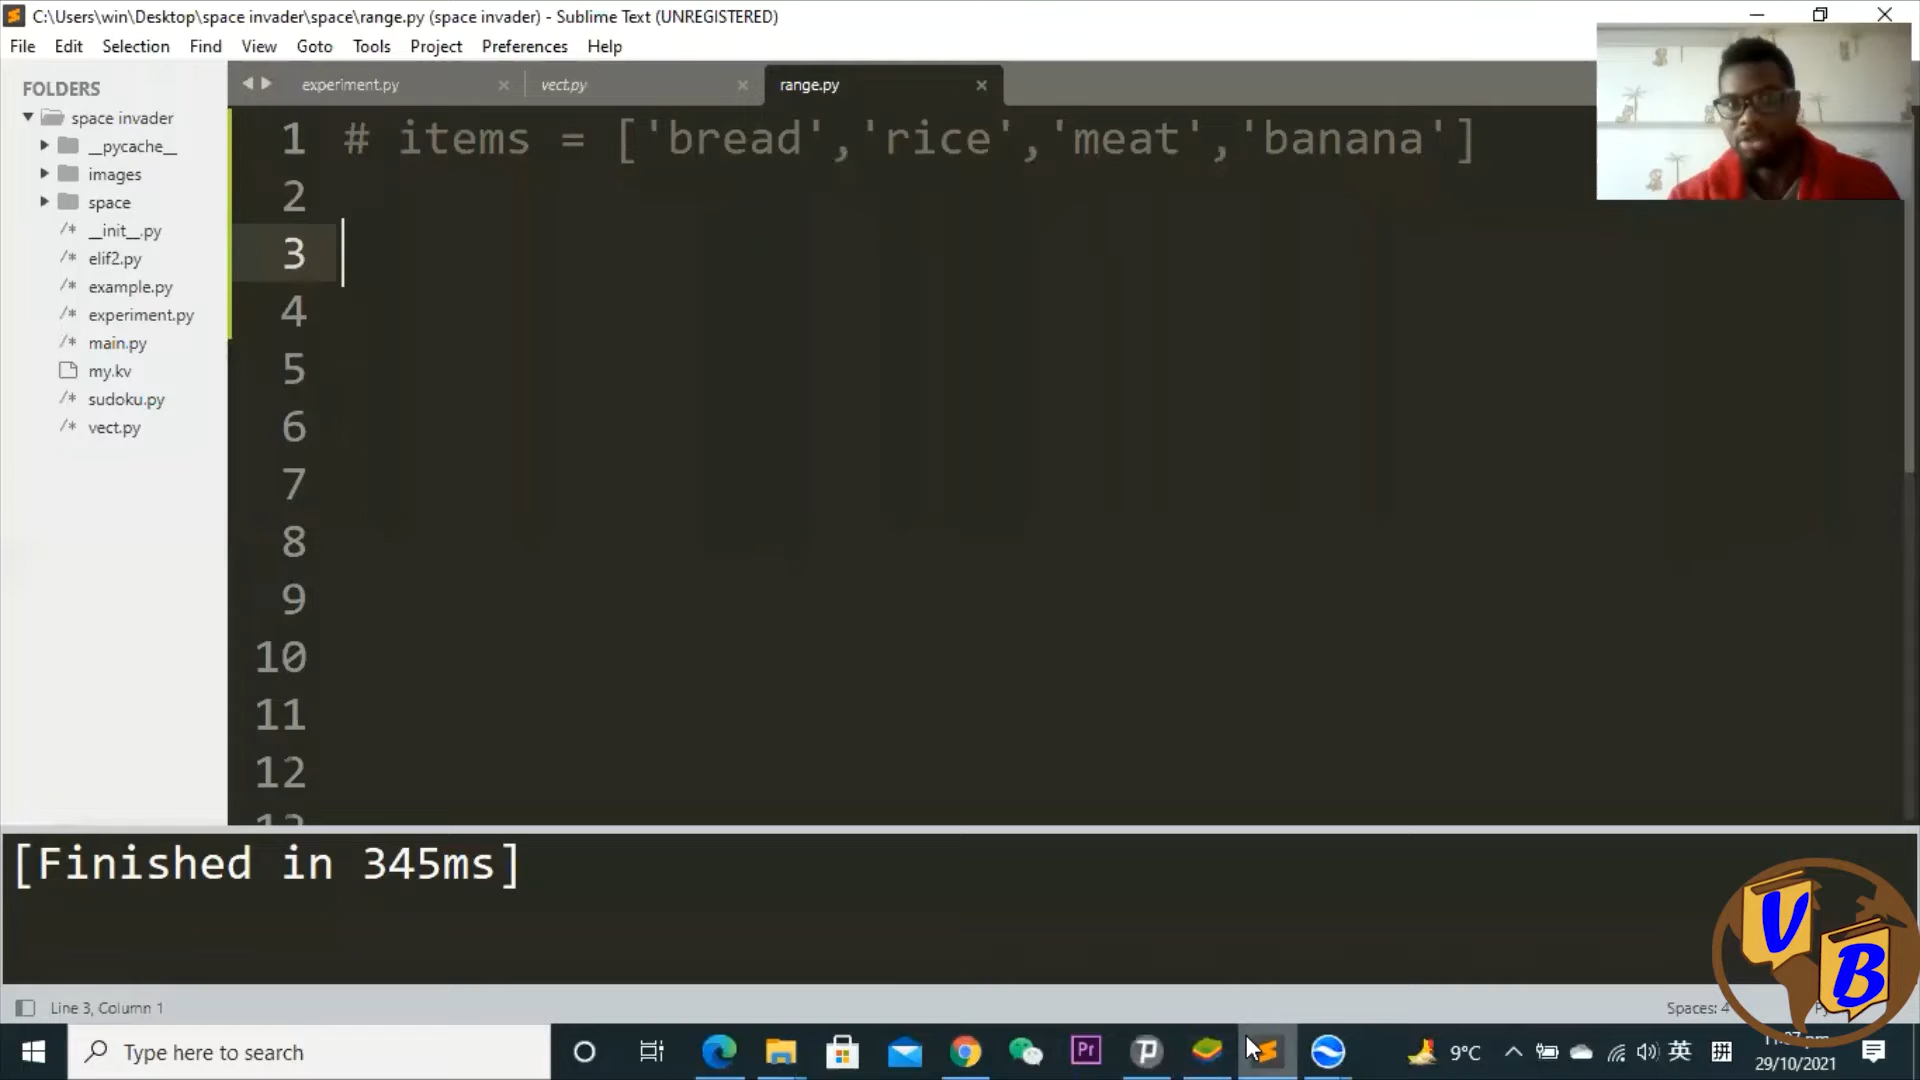 C:\Users\win\Desktop\space invader\space\range.py (space invader) - Sublime Text (UNREGISTERED)
File Edit Selection Find View Goto Tools Project Preferences Help
FOLDERS
space invader
__pycache__
images
space
/* __init__.py
/* elif2.py
/* example.py
/* experiment.py
/* main.py
my.kv
/* sudoku.py
/* vect.py
experiment.py vect.py range.py
1 # items = ['bread','rice','meat','banana']
2
3
4
5
6
7
8
9
10
11
12
[Finished in 345ms]
V
B
Line 3, Column 1
Spaces: 4
Type here to search
Pr
9°C
英
拼
29/10/2021